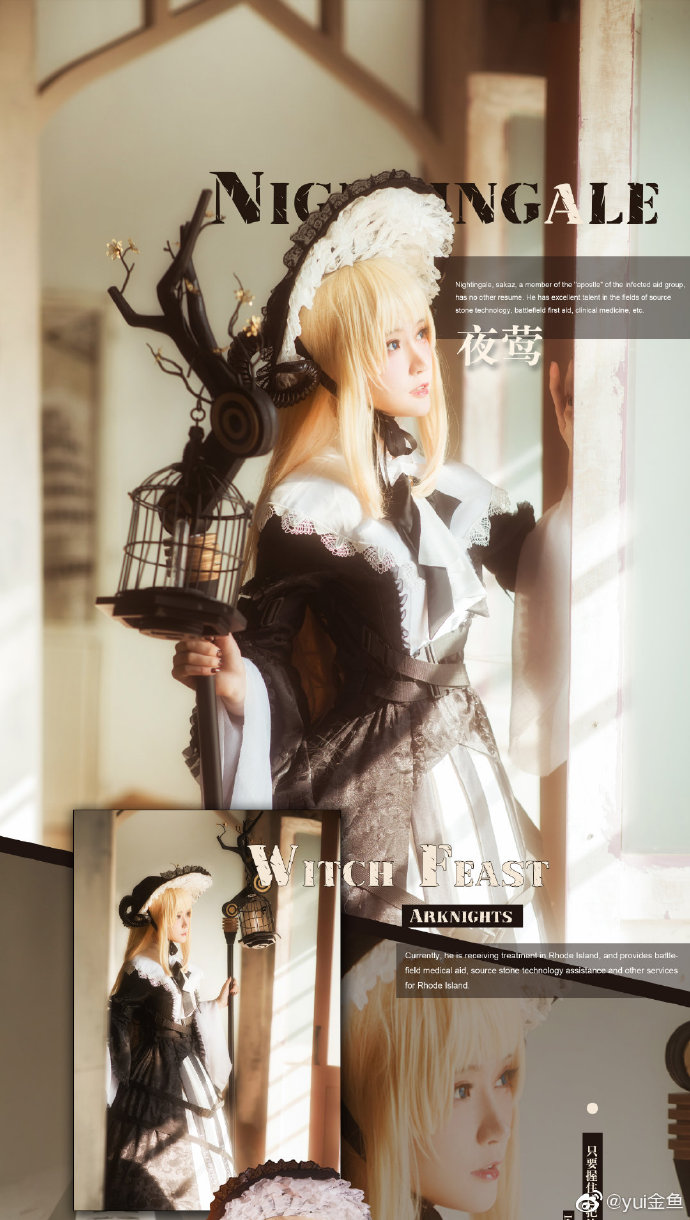 NIGHTINGALE
Nightingale, sakaz, a member of the "eposite" of the infected aid group,
has no other resume. He has excellent talent in the fields of source
stone technology, battlefield first aid, clinical medicine, etc.
夜莺
WITCH FEAST
ARKNIGHTS
Currently, he is receiving treatment in Rhode Island, and provides battle-
field medical aid, source stone technology assistance and other services
for Rhode Island.
只要握住
@yui金鱼